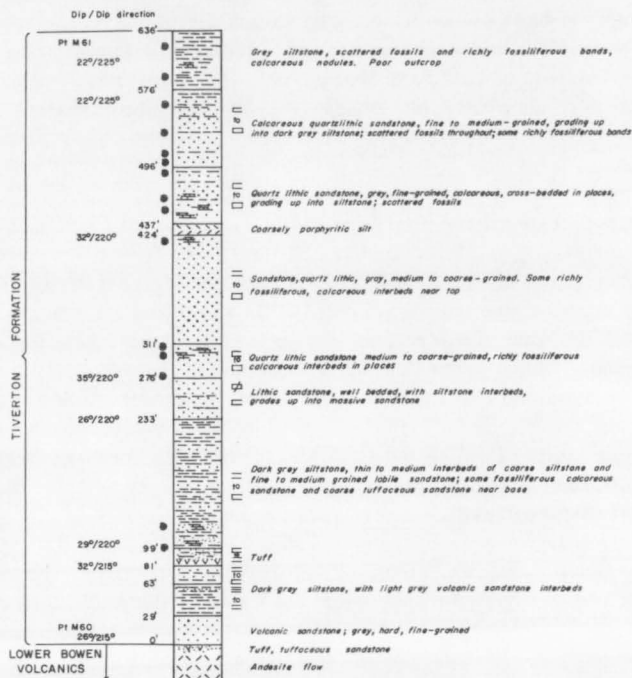 Dip / Dip direction
636'
Pt M 61
22°/225°
Grey siltstone, scattered fossils and richly fossiliferous bands,
calcareous nodules. Poor outcrop
576'
22°/225°
to
Calcareous quartzlithic sandstone, fine to medium-grained, grading up
into dark grey siltstone; scattered fossils throughout; some richly fossiliferous bands
496'
to
Quartz lithic sandstone, grey, fine-grained, calcareous, cross-bedded in places,
grading up into siltstone; scattered fossils
437'
Coarsely porphyritic silt
32°/220° 424'
to
Sandstone, quartz lithic, gray, medium to coarse-grained. Some richly
fossiliferous, calcareous interbeds near top
TIVERTON FORMATION
311'
to
Quartz lithic sandstone medium to coarse-grained, richly fossiliferous
calcareous interbeds in places
35°/220° 276'
Lithic sandstone, well bedded, with siltstone interbeds,
grades up into massive sandstone
26°/220° 233'
to
Dark grey siltstone, thin to medium interbeds of coarse siltstone and
fine to medium grained labile sandstone; some fossiliferous calcareous
sandstone and coarse tuffaceous sandstone near base
29°/220° 99'
Tuff
32°/215° 81'
to
63'
to
Dark grey siltstone, with light grey volcanic sandstone interbeds
29'
Pt M60
Volcanic sandstone; grey, hard, fine-grained
26°/215° 0'
LOWER BOWEN
VOLCANICS
Tuff, tuffaceous sandstone
Andesite flow